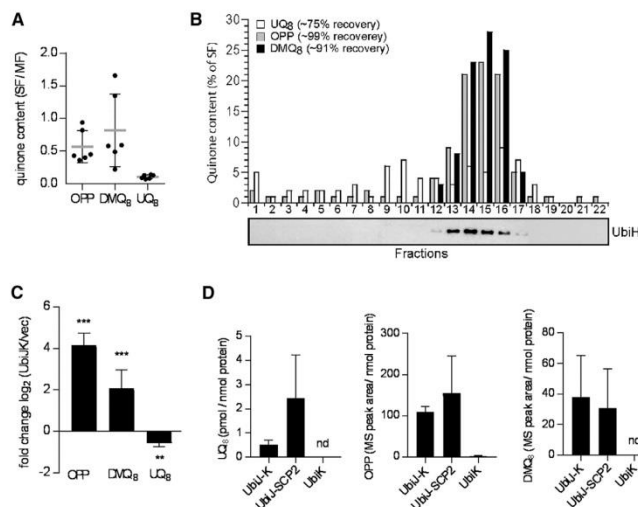 A
quinone content (SF/MF)
2.0
1.5
1.0
0.5
0.0
OPP
DMQ8
UQ8
B
UQ8 (~75% recovery)
OPP (~99% recoverey)
DMQ8 (~91% recovery)
Quinone content (% of SF)
30
25
20
15
10
5
0
1 2 3 4 5 6 7 8 9 10 11 12 13 14 15 16 17 18 19 20 21 22
UbiH
Fractions
C
fold change log2 (UbiJK/vec)
6
4
2
0
-2
***
***
**
OPP
DMQ8
UQ8
D
UQ8 (pmol / nmol protein)
5
4
3
2
1
0
nd
UbiJ-K
UbiJ-SCP2
UbiK
OPP (MS peak area/ nmol protein)
300
200
100
0
UbiJ-K
UbiJ-SCP2
UbiK
DMQ8 (MS peak area/ nmol protein)
80
60
40
20
0
nd
UbiJ-K
UbiJ-SCP2
UbiK